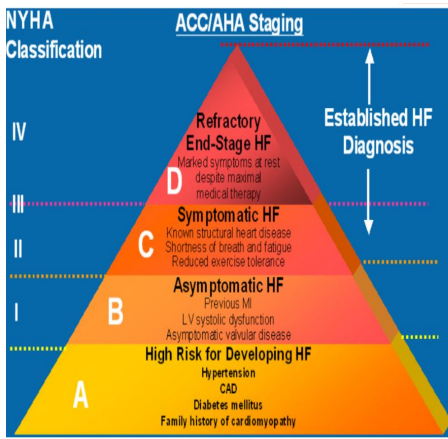 NYHA
Classification
ACC/AHA Staging
IV
III
II
I
Established HF
Diagnosis
D
Refractory
End-Stage HF
Marked symptoms at rest
despite maximal
medical therapy
C
Symptomatic HF
Known structural heart disease
Shortness of breath and fatigue
Reduced exercise tolerance
B
Asymptomatic HF
Previous MI
LV systolic dysfunction
Asymptomatic valvular disease
A
High Risk for Developing HF
Hypertension
CAD
Diabetes mellitus
Family history of cardiomyopathy